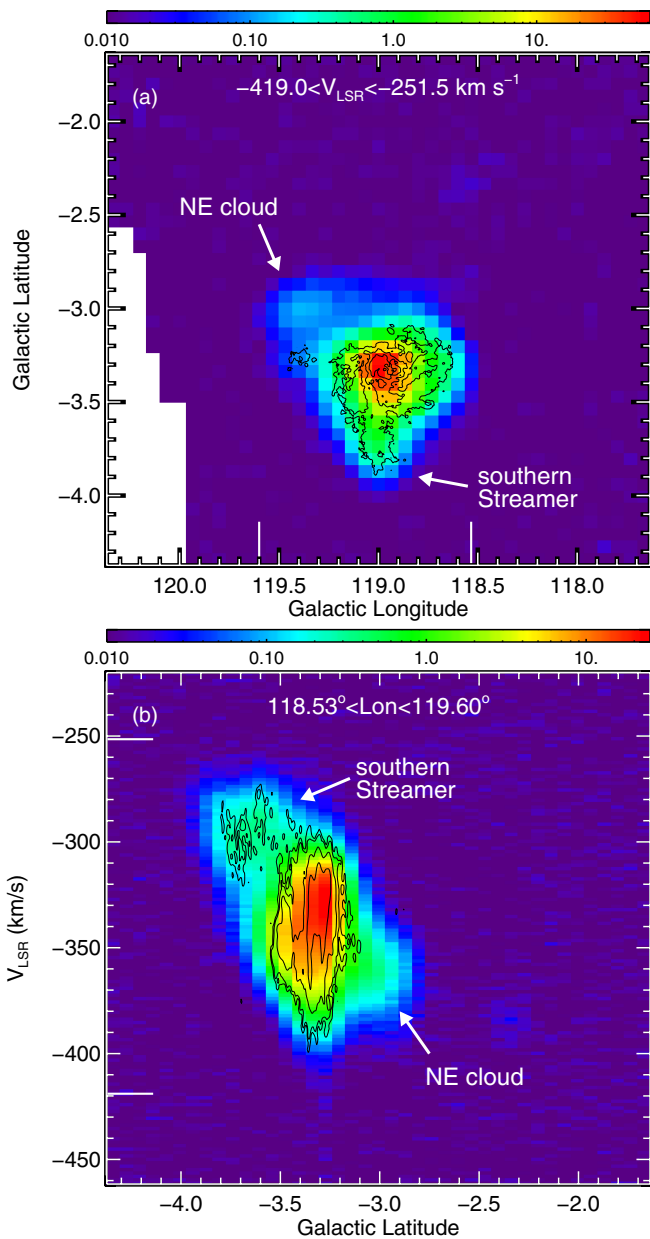 0.010 0.10 1.0 10.
(a) −419.0<V_LSR<−251.5 km s⁻¹
−2.0
−2.5
NE cloud
−3.0
−3.5
southern
Streamer
−4.0
Galactic Latitude
120.0 119.5 119.0 118.5 118.0
Galactic Longitude
0.010 0.10 1.0 10.
(b) 118.53°<Lon<119.60°
−250
southern
Streamer
−300
−350
V_LSR (km/s)
−400
NE cloud
−450
−4.0 −3.5 −3.0 −2.5 −2.0
Galactic Latitude